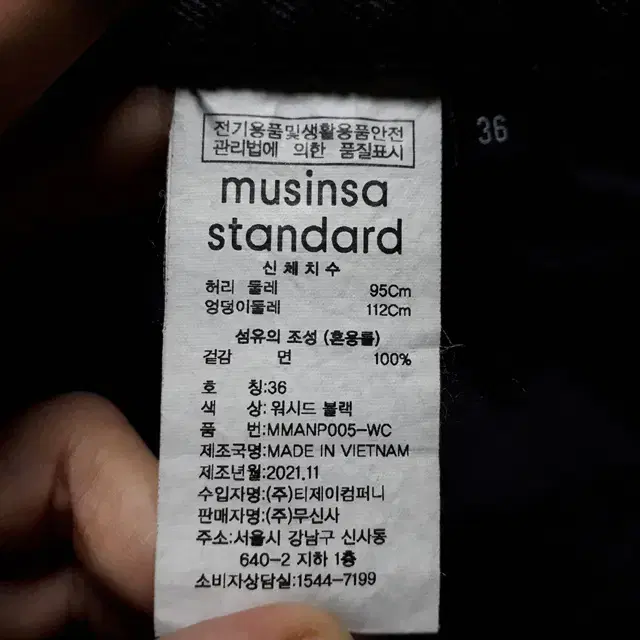 전기용품및생활용품안전
관리법에 의한 품질표시
36
musinsa
standard
신체치수
허리 둘레 95Cm
엉덩이둘레 112Cm
섬유의 조성 (혼용률)
겉감 면 100%
호 칭:36
색 상:워시드 블랙
품 번:MMANP005-WC
제조국명:MADE IN VIETNAM
제조년월:2021.11
수입자명:(주)티제이컴퍼니
판매자명:(주)무신사
주소:서울시 강남구 신사동
640-2 지하 1층
소비자상담실:1544-7199